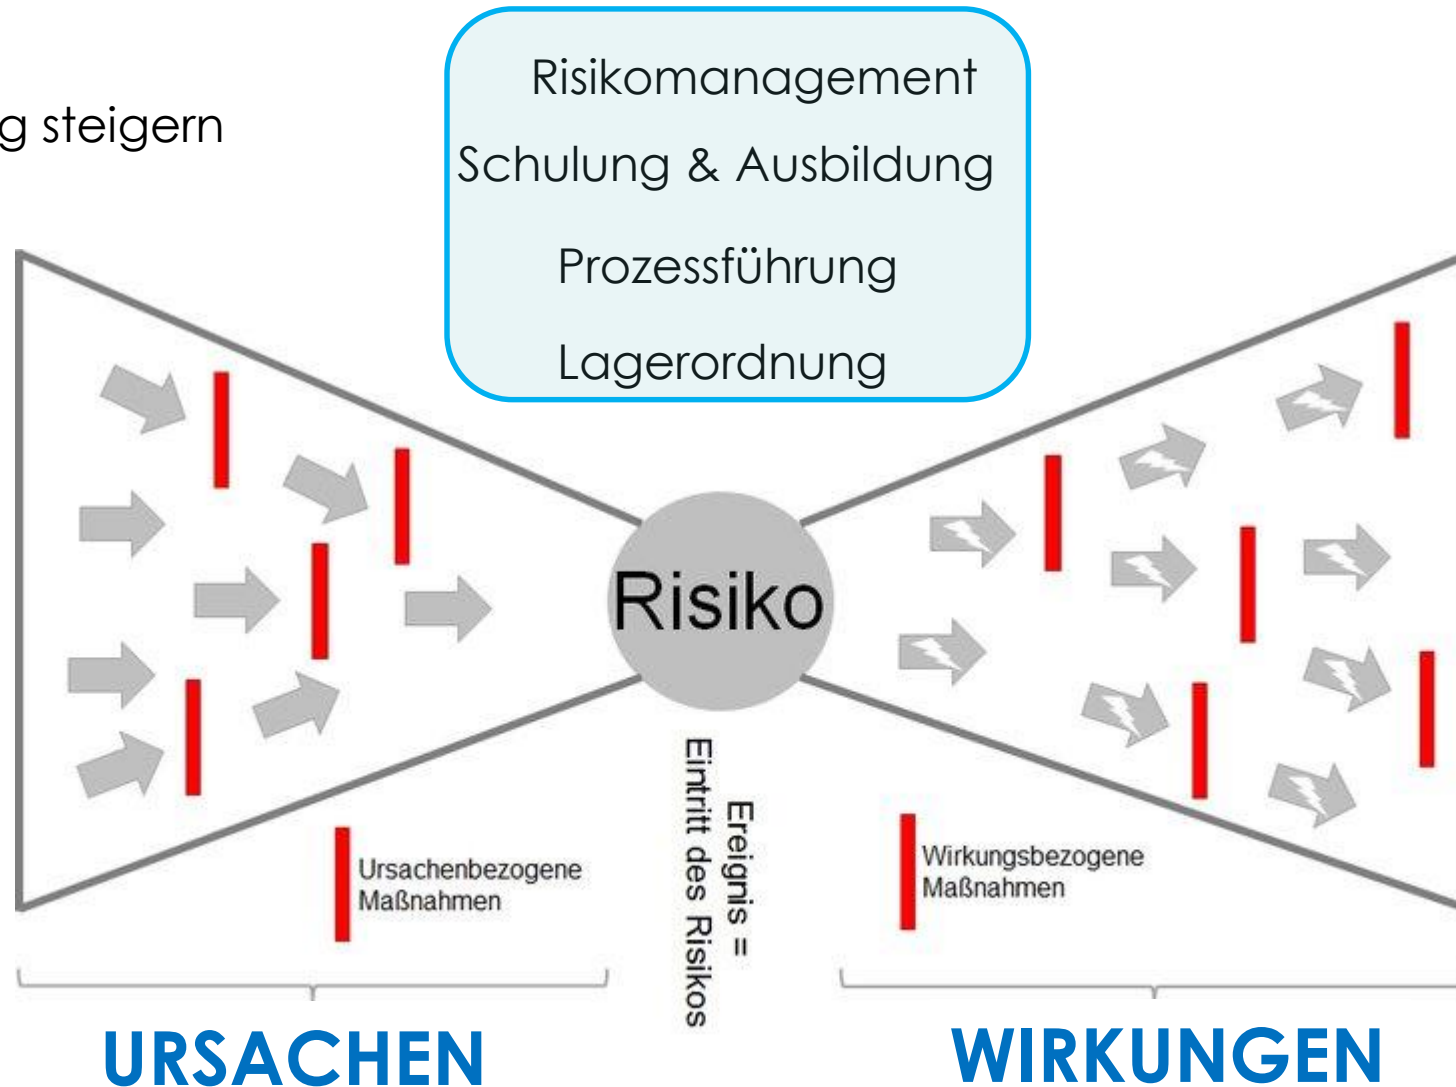 Risikomanagement
g steigern
Schulung & Ausbildung
Prozessführung
Lagerordnung
Risiko
Ereignis =
Eintritt des Risikos
Ursachenbezogene
Maßnahmen
Wirkungsbezogene
Maßnahmen
URSACHEN
WIRKUNGEN